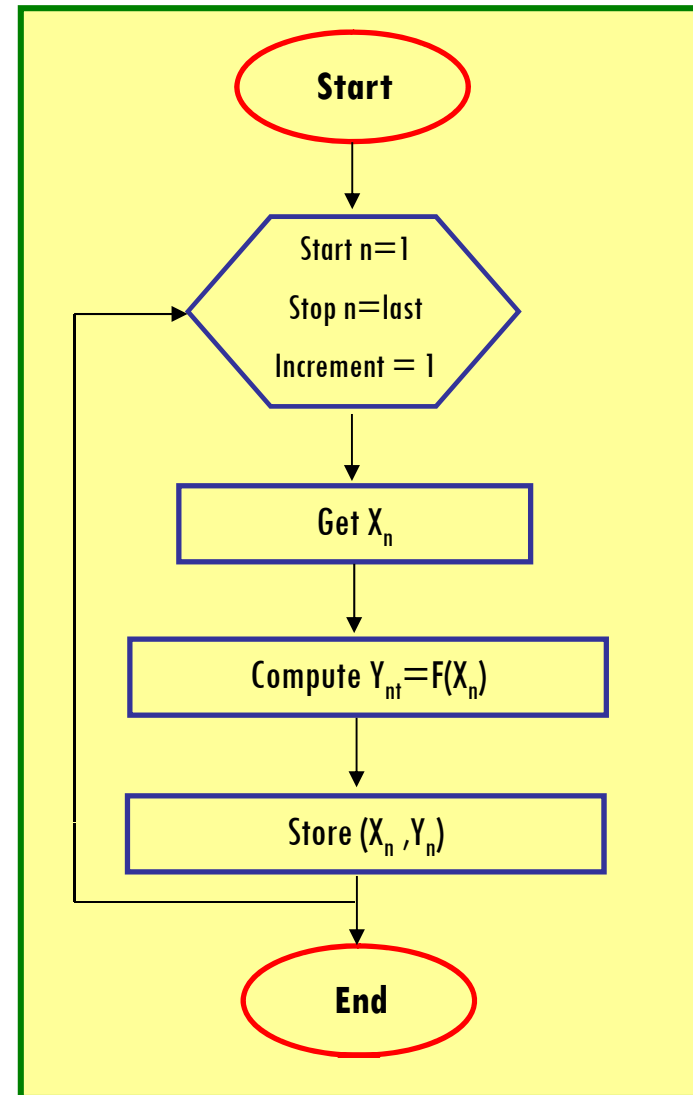 Start
Start n=1
Stop n=last
Increment = 1
Get Xₙ
Compute Yₙₜ=F(Xₙ)
Store (Xₙ ,Yₙ)
End